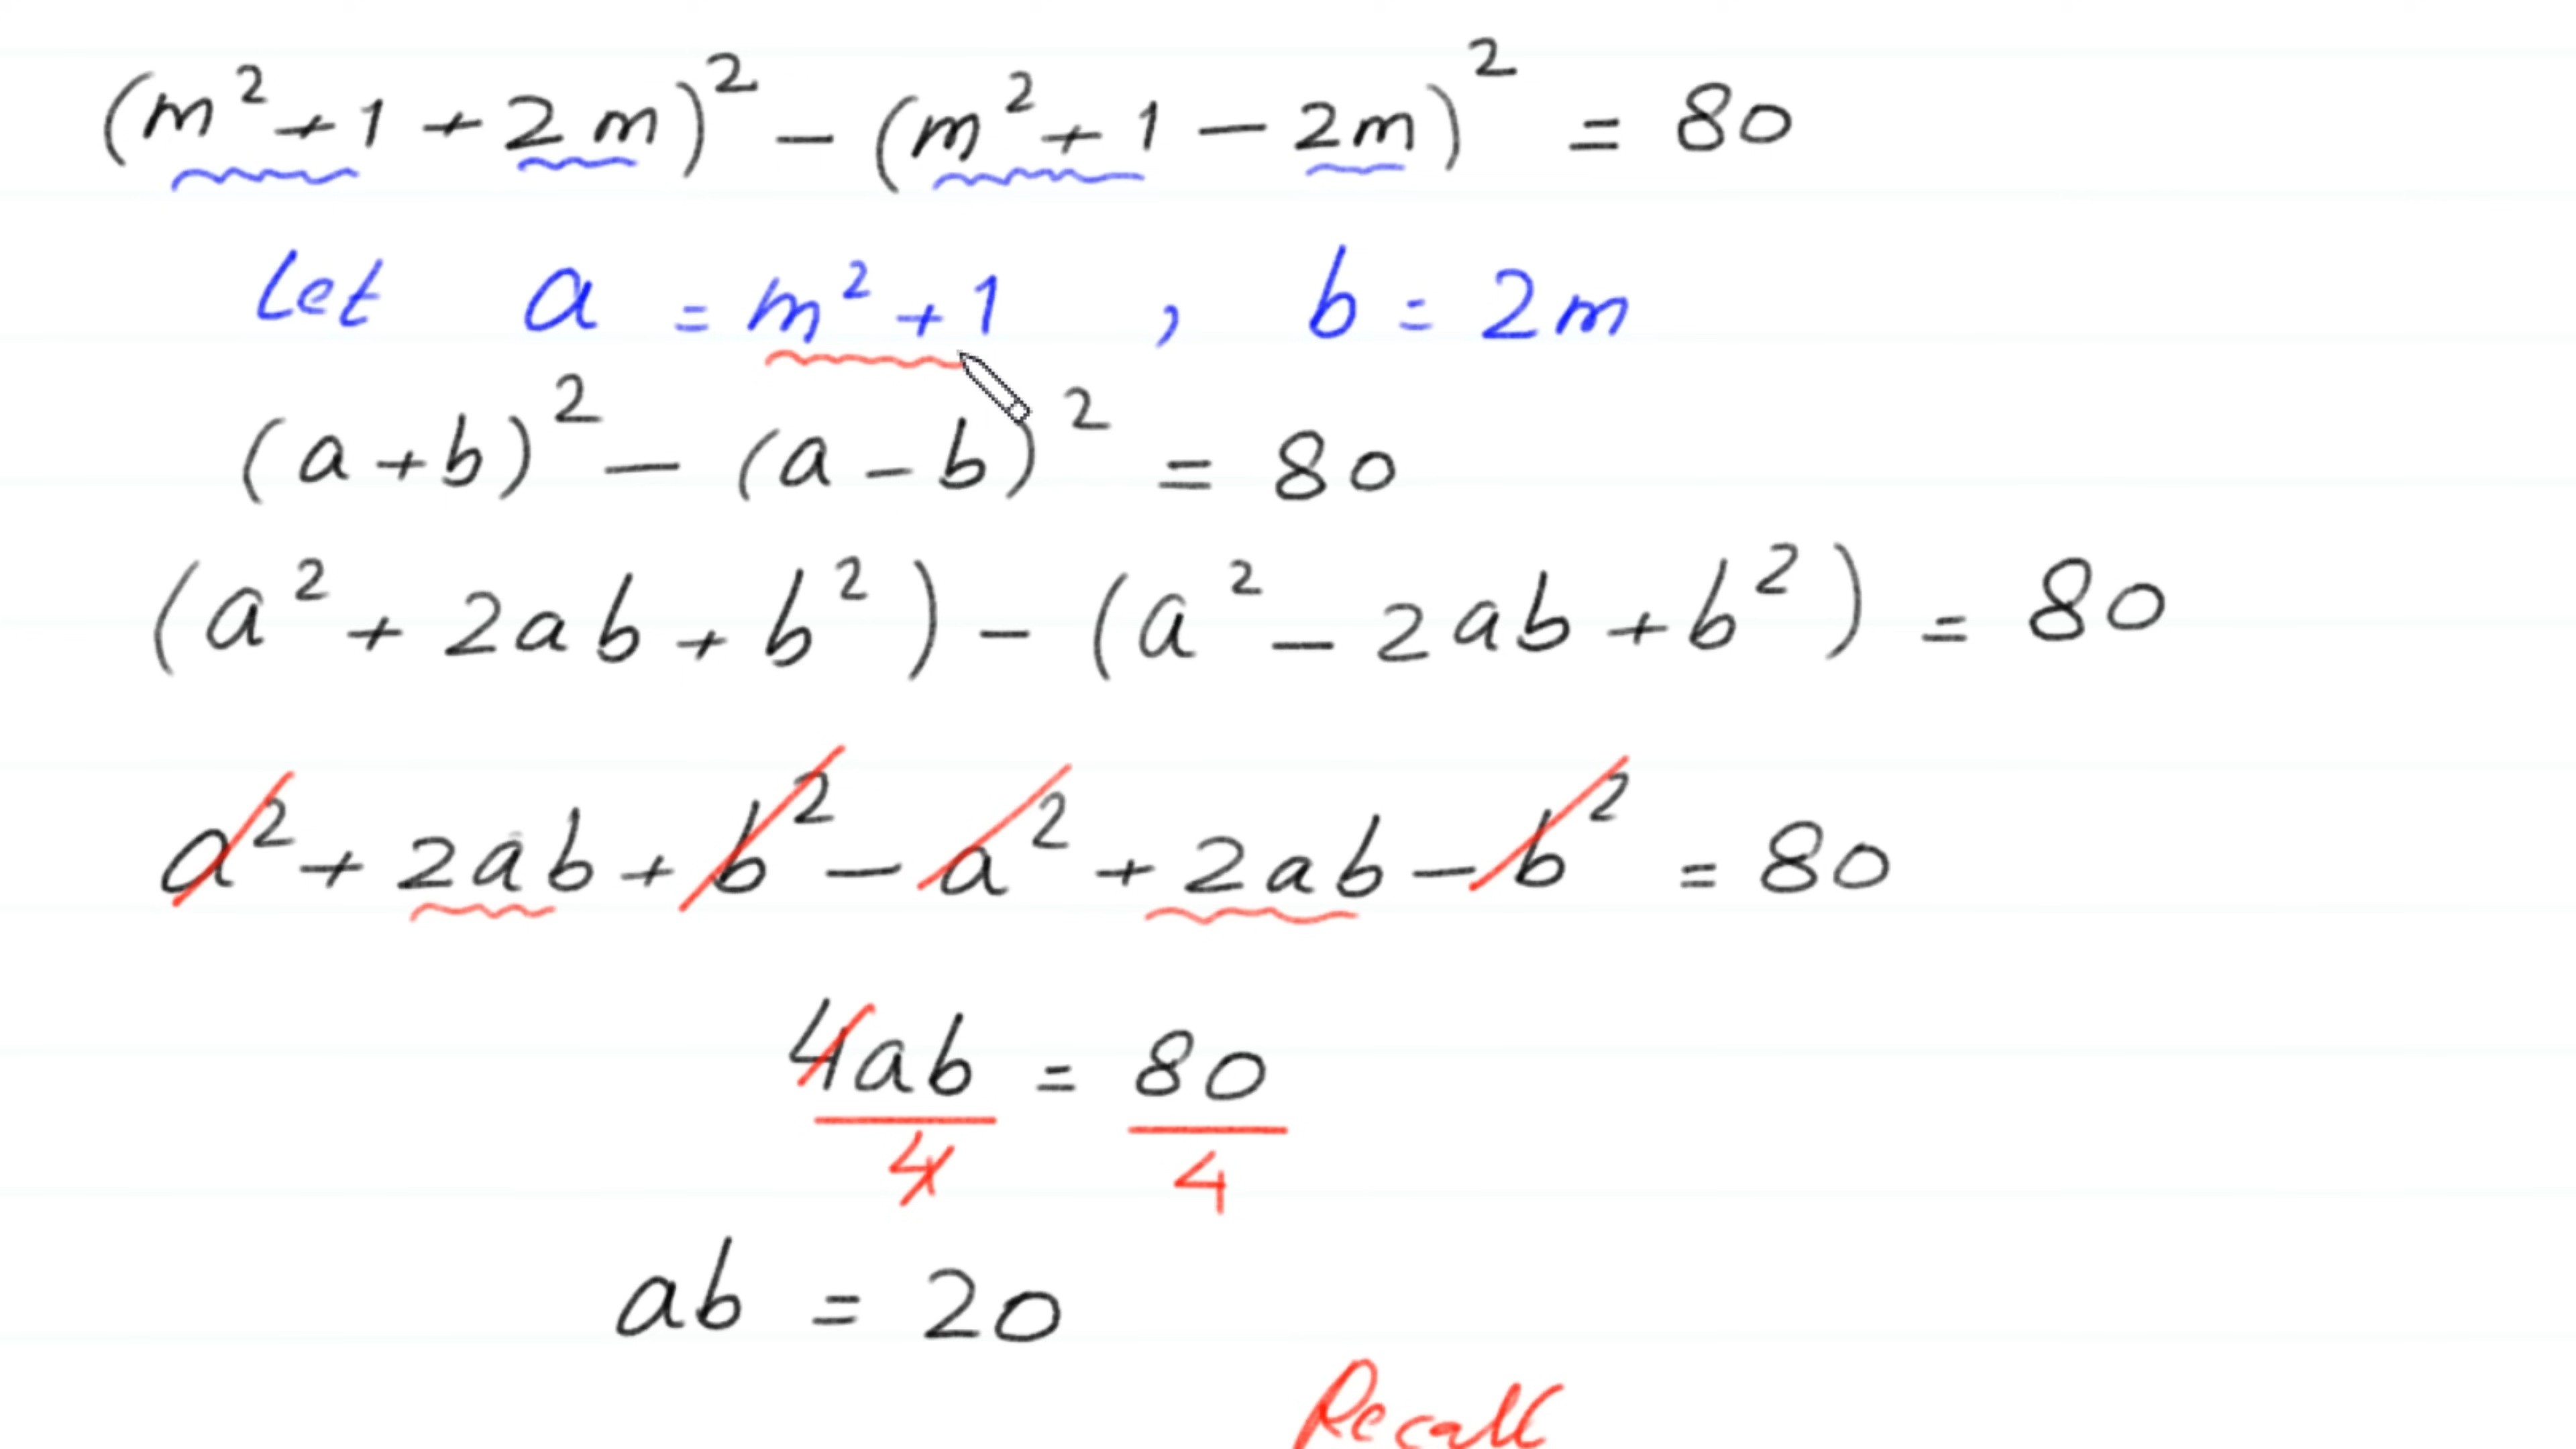 (m² + 1 + 2m)² − (m² + 1 − 2m)² = 80
Let a = m² + 1 , b = 2m
(a + b)² − (a − b)² = 80
(a² + 2ab + b²) − (a² − 2ab + b²) = 80
a² + 2ab + b² − a² + 2ab − b² = 80
4ab = 80
4 4
ab = 20
Recall